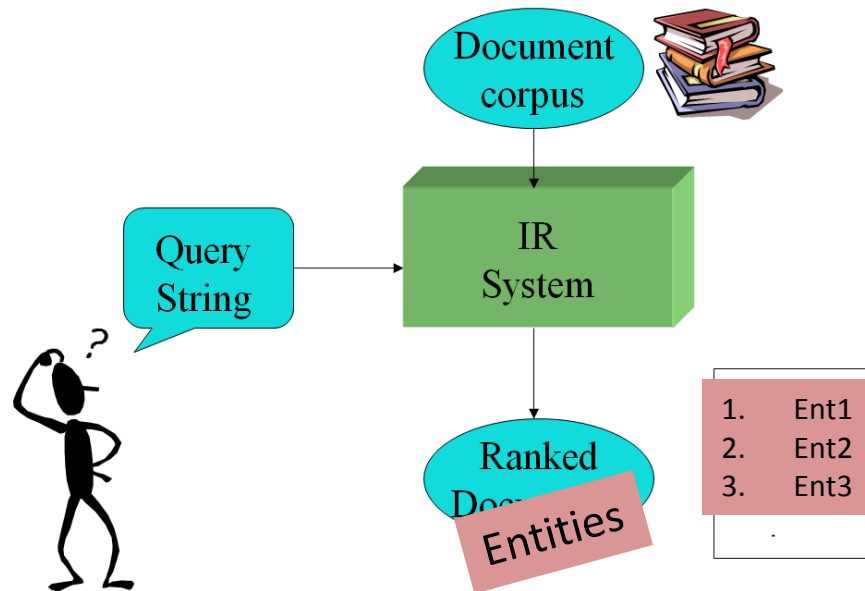 Document
corpus
Query
String
?
IR
System
Ranked
Entities
1. Ent1
2. Ent2
3. Ent3
.